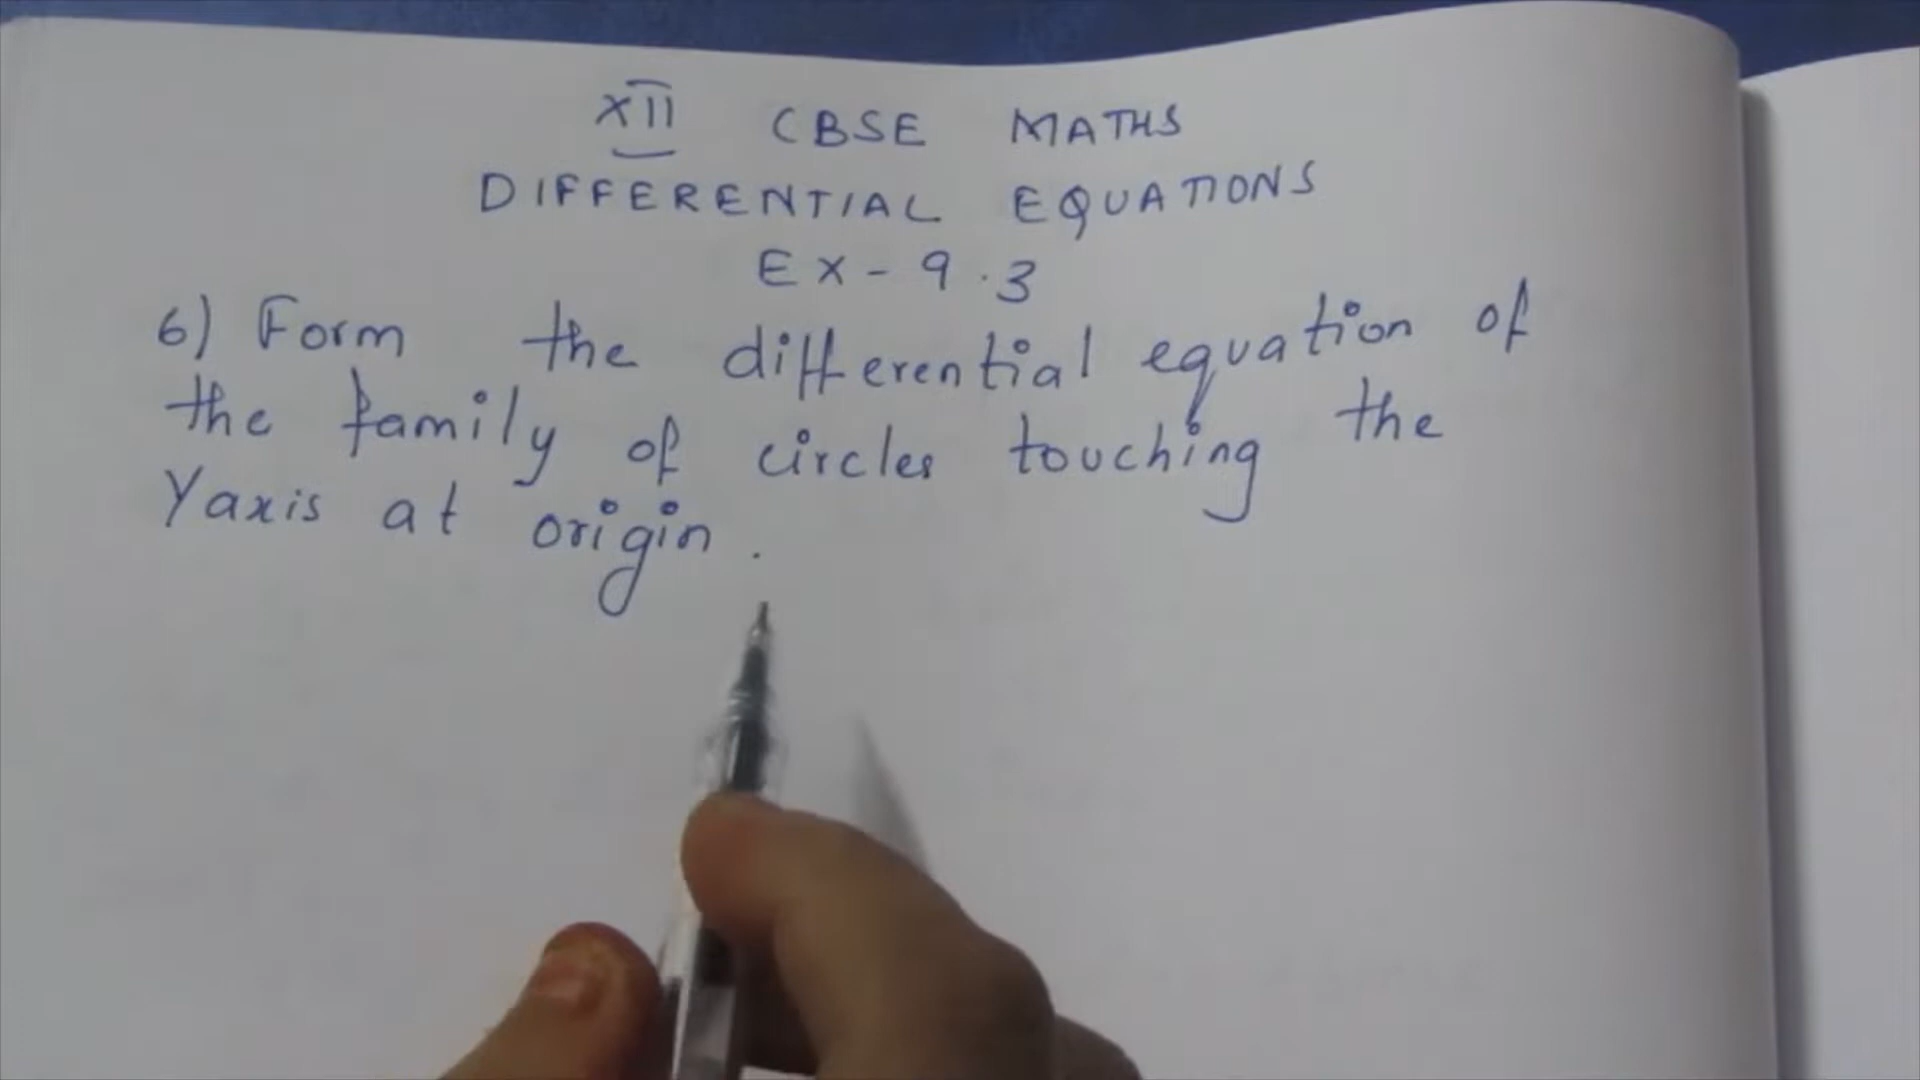 XII CBSE MATHS
DIFFERENTIAL EQUATIONS
EX - 9.3
6) Form the differential equation of
the family of circles touching the
Yaxis at origin.